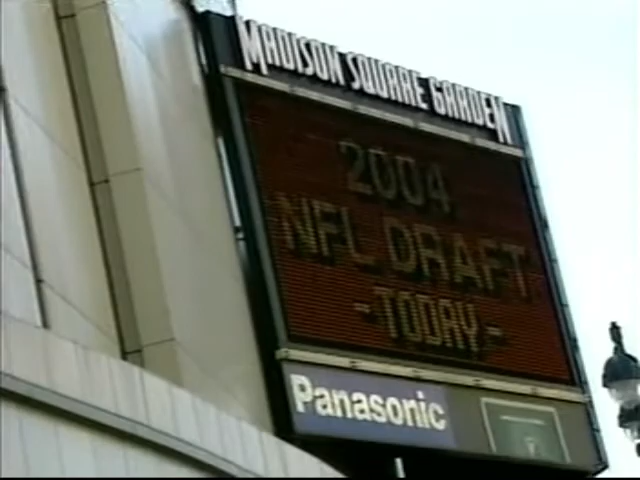 MADISON SQUARE GARDEN
2004
NFL DRAFT
-TODAY-
Panasonic